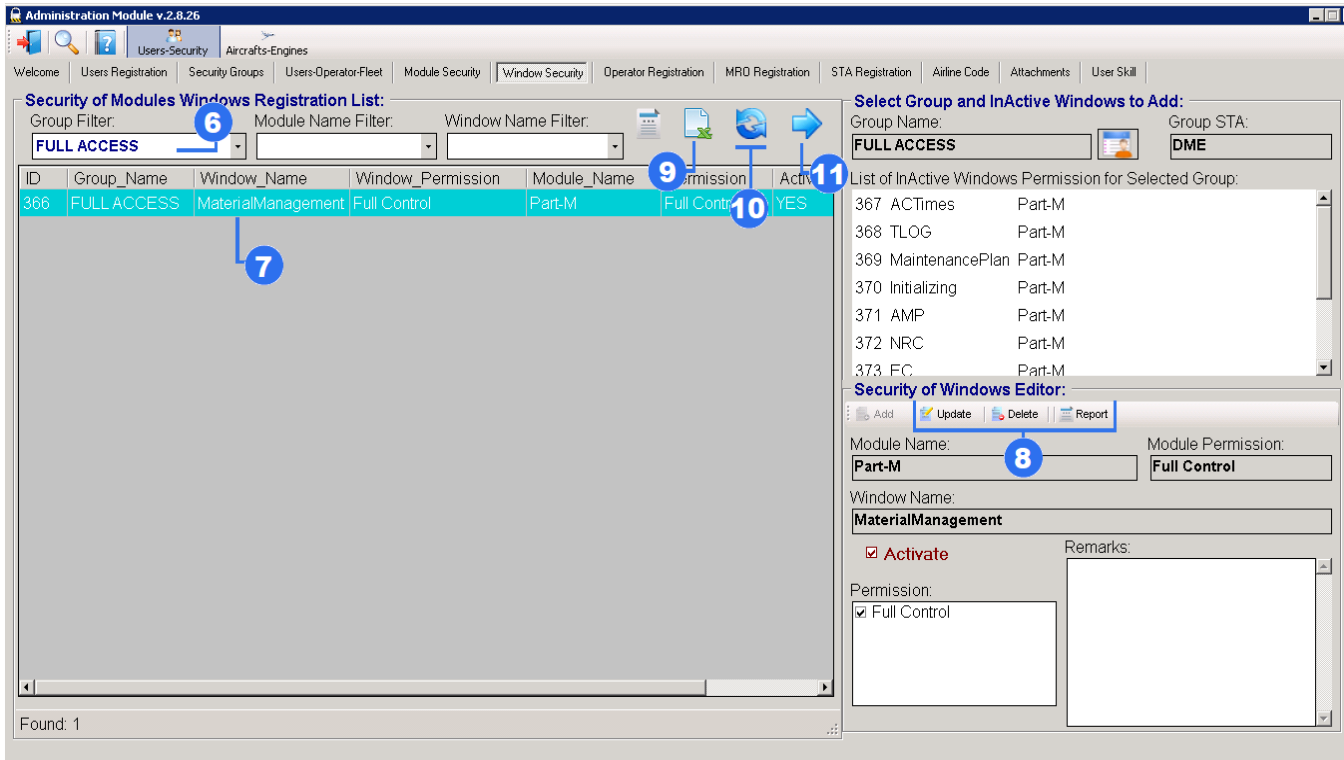 Administration Module v.2.8.26
Users-Security Aircrafts-Engines
Welcome Users Registration Security Groups Users-Operator-Fleet Module Security Window Security Operator Registration MRO Registration STA Registration Airline Code Attachments User Skill
Security of Modules Windows Registration List:
Group Filter: Module Name Filter: Window Name Filter:
6
FULL ACCESS
9 10 11
ID Group_Name Window_Name Window_Permission Module_Name Permission
366 FULL ACCESS MaterialManagement Full Control Part-M YES
7
Found: 1
Select Group and InActive Windows to Add:
Group Name: Group STA:
FULL ACCESS DME
List of InActive Windows Permission for Selected Group:
367 ACTimes Part-M
368 TLOG Part-M
369 MaintenancePlan Part-M
370 Initializing Part-M
371 AMP Part-M
372 NRC Part-M
373 EC Part-M
Security of Windows Editor:
Add Update Delete Report
8
Module Name: Module Permission:
Part-M Full Control
Window Name:
MaterialManagement
Activate
Remarks:
Permission:
Full Control